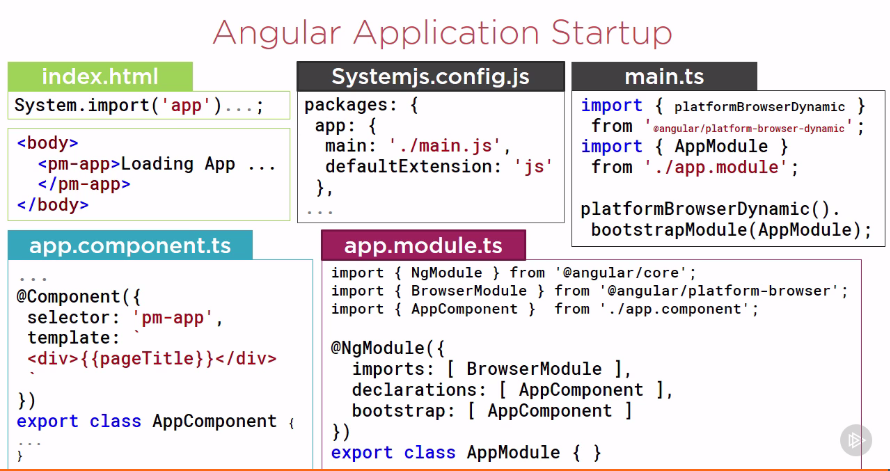 Angular Application Startup
index.html
System.import('app')...;
<body>
<pm-app>Loading App ...
</pm-app>
</body>
Systemjs.config.js
packages: {
app: {
main: './main.js',
defaultExtension: 'js'
},
...
main.ts
import { platformBrowserDynamic }
from '@angular/platform-browser-dynamic';
import { AppModule }
from './app.module';
platformBrowserDynamic().
bootstrapModule(AppModule);
app.component.ts
...
@Component({
selector: 'pm-app',
template: `
<div>{{pageTitle}}</div>
`
})
export class AppComponent {
...
}
app.module.ts
import { NgModule } from '@angular/core';
import { BrowserModule } from '@angular/platform-browser';
import { AppComponent }  from './app.component';
@NgModule({
imports: [ BrowserModule ],
declarations: [ AppComponent ],
bootstrap: [ AppComponent ]
})
export class AppModule { }